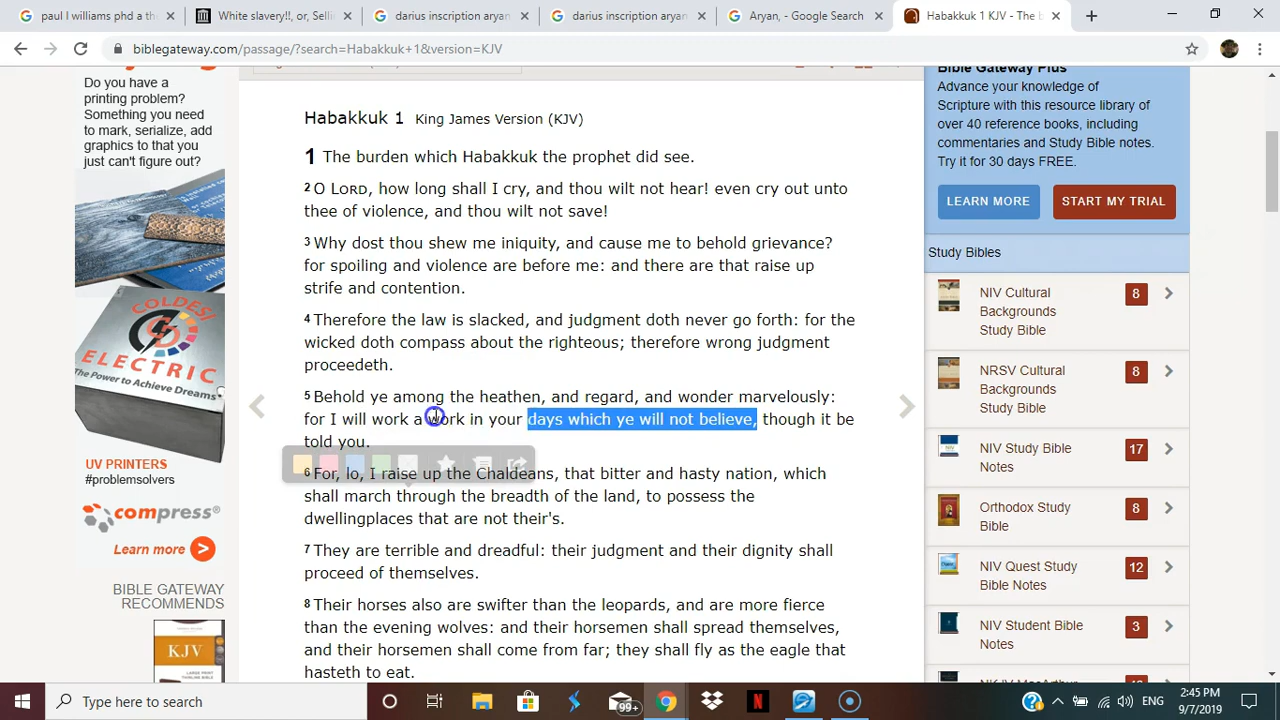 paul l williams phd a the
White slavery!!, or, Sellin
darius inscription aryan
darius inscription aryan
Aryan, - Google Search
Habakkuk 1 KJV - The b
biblegateway.com/passage/?search=Habakkuk+1&version=KJV
Do you have a
printing problem?
Something you need
to mark, serialize, add
graphics to that you
just can't figure out?
COLDESI
ELECTRIC
The Power to Achieve Dreams
UV PRINTERS
#problemsolvers
compress
Learn more >
BIBLE GATEWAY
RECOMMENDS
KJV
Habakkuk 1 King James Version (KJV)
1 The burden which Habakkuk the prophet did see.
2 O LORD, how long shall I cry, and thou wilt not hear! even cry out unto
thee of violence, and thou wilt not save!
3 Why dost thou shew me iniquity, and cause me to behold grievance?
for spoiling and violence are before me: and there are that raise up
strife and contention.
4 Therefore the law is slacked, and judgment doth never go forth: for the
wicked doth compass about the righteous; therefore wrong judgment
proceedeth.
5 Behold ye among the heathen, and regard, and wonder marvelously:
for I will work a work in your days which ye will not believe, though it be
told you.
6 For, lo, I raise up the Chaldeans, that bitter and hasty nation, which
shall march through the breadth of the land, to possess the
dwellingplaces that are not their's.
7 They are terrible and dreadful: their judgment and their dignity shall
proceed of themselves.
8 Their horses also are swifter than the leopards, and are more fierce
than the evening wolves: and their horsemen shall spread themselves,
and their horsemen shall come from far; they shall fly as the eagle that
hasteth to eat.
Bible Gateway Plus
Advance your knowledge of
Scripture with this resource library of
over 40 reference books, including
commentaries and Study Bible notes.
Try it for 30 days FREE.
LEARN MORE
START MY TRIAL
Study Bibles
NIV Cultural
Backgrounds
Study Bible
8
NRSV Cultural
Backgrounds
Study Bible
8
NIV Study Bible
Notes
17
Orthodox Study
Bible
8
NIV Quest Study
Bible Notes
12
NIV Student Bible
Notes
3
Type here to search
99+
ENG
2:45 PM
9/7/2019